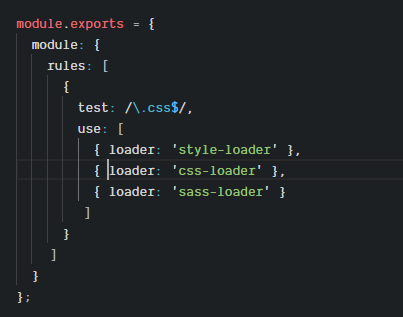 module.exports = {
  module: {
    rules: [
      {
        test: /\.css$/,
        use: [
          { loader: 'style-loader' },
          { loader: 'css-loader' },
          { loader: 'sass-loader' }
        ]
      }
    ]
  }
};